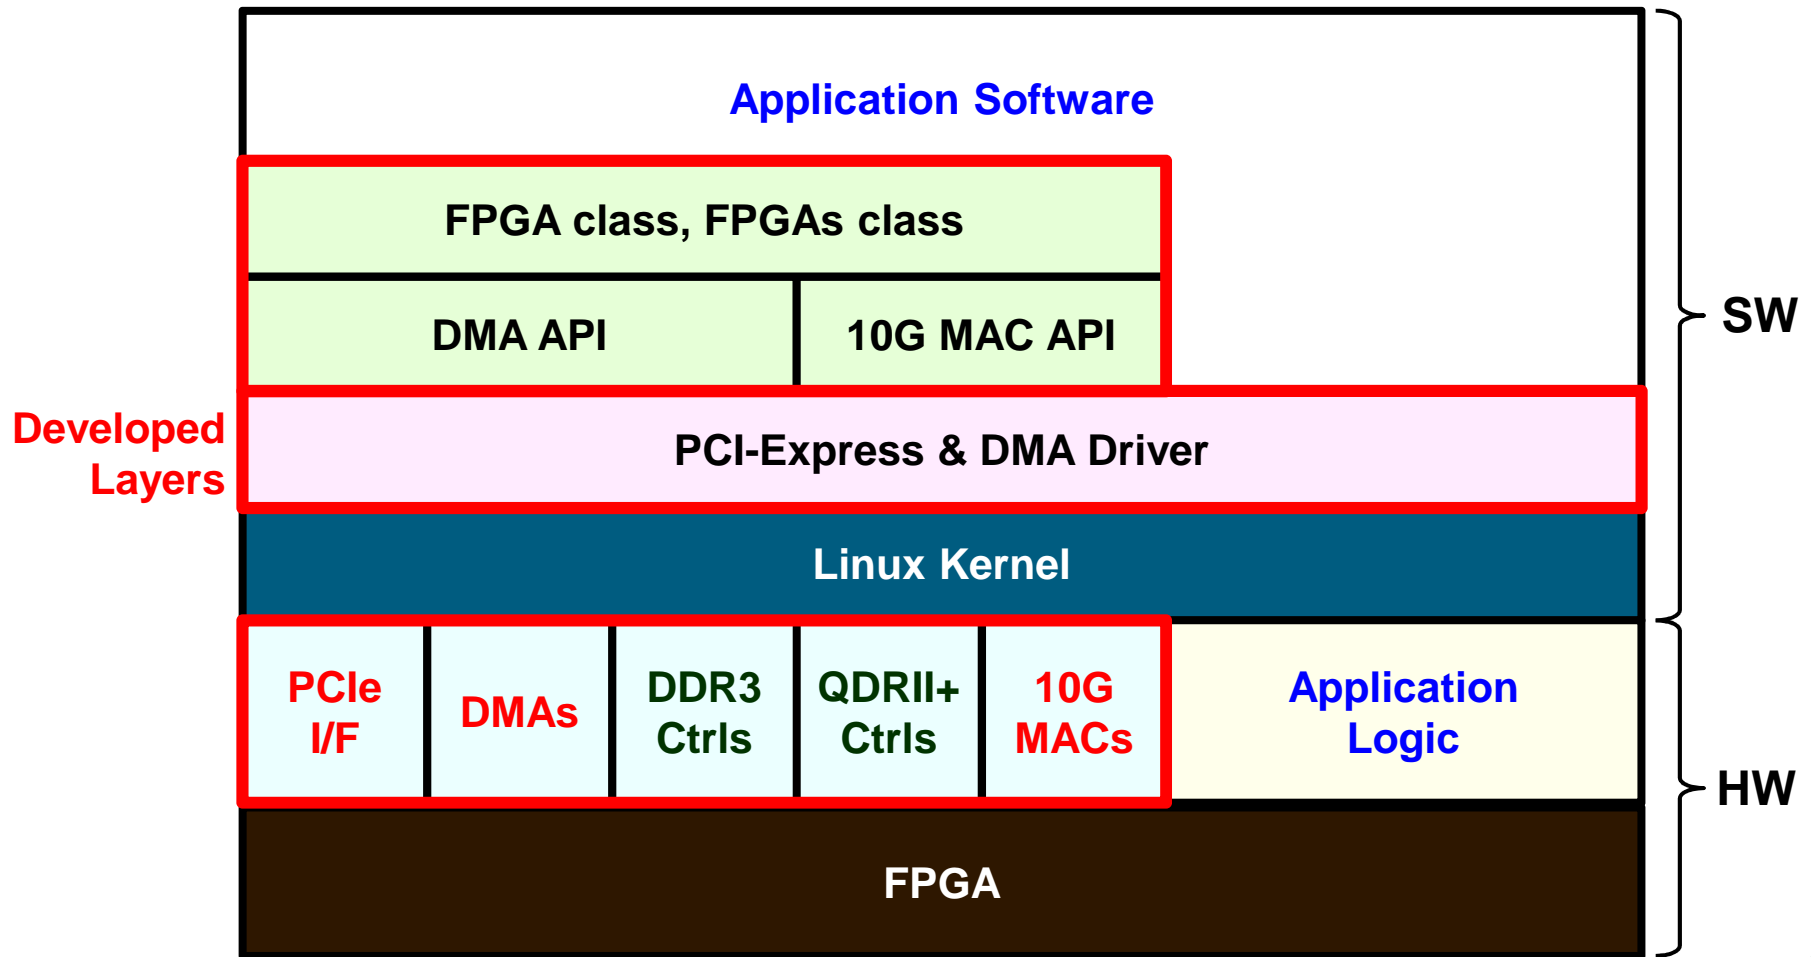 Application Software
FPGA class, FPGAs class
DMA API
10G MAC API
SW
Developed
Layers
PCI-Express & DMA Driver
Linux Kernel
PCIe
I/F
DMAs
DDR3
Ctrls
QDRII+
Ctrls
10G
MACs
Application
Logic
HW
FPGA